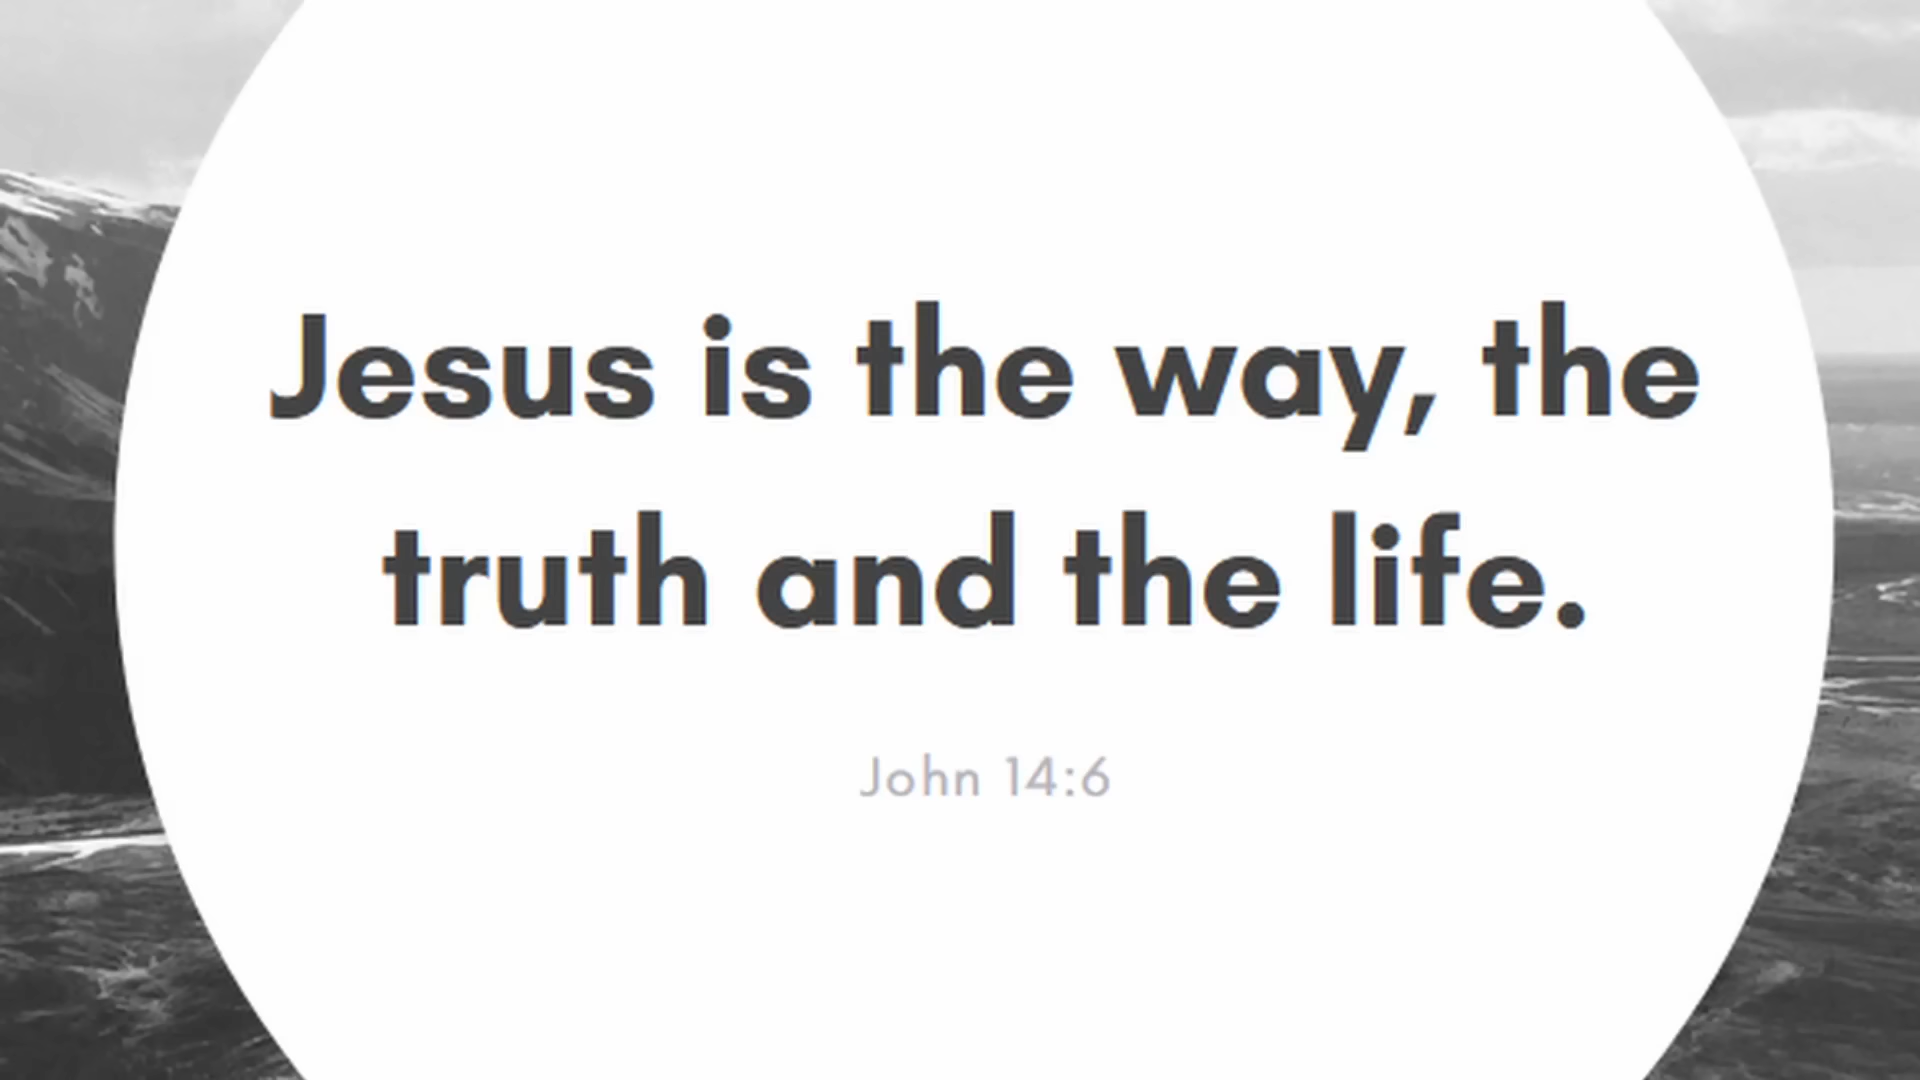 Jesus is the way, the
truth and the life.
John 14:6